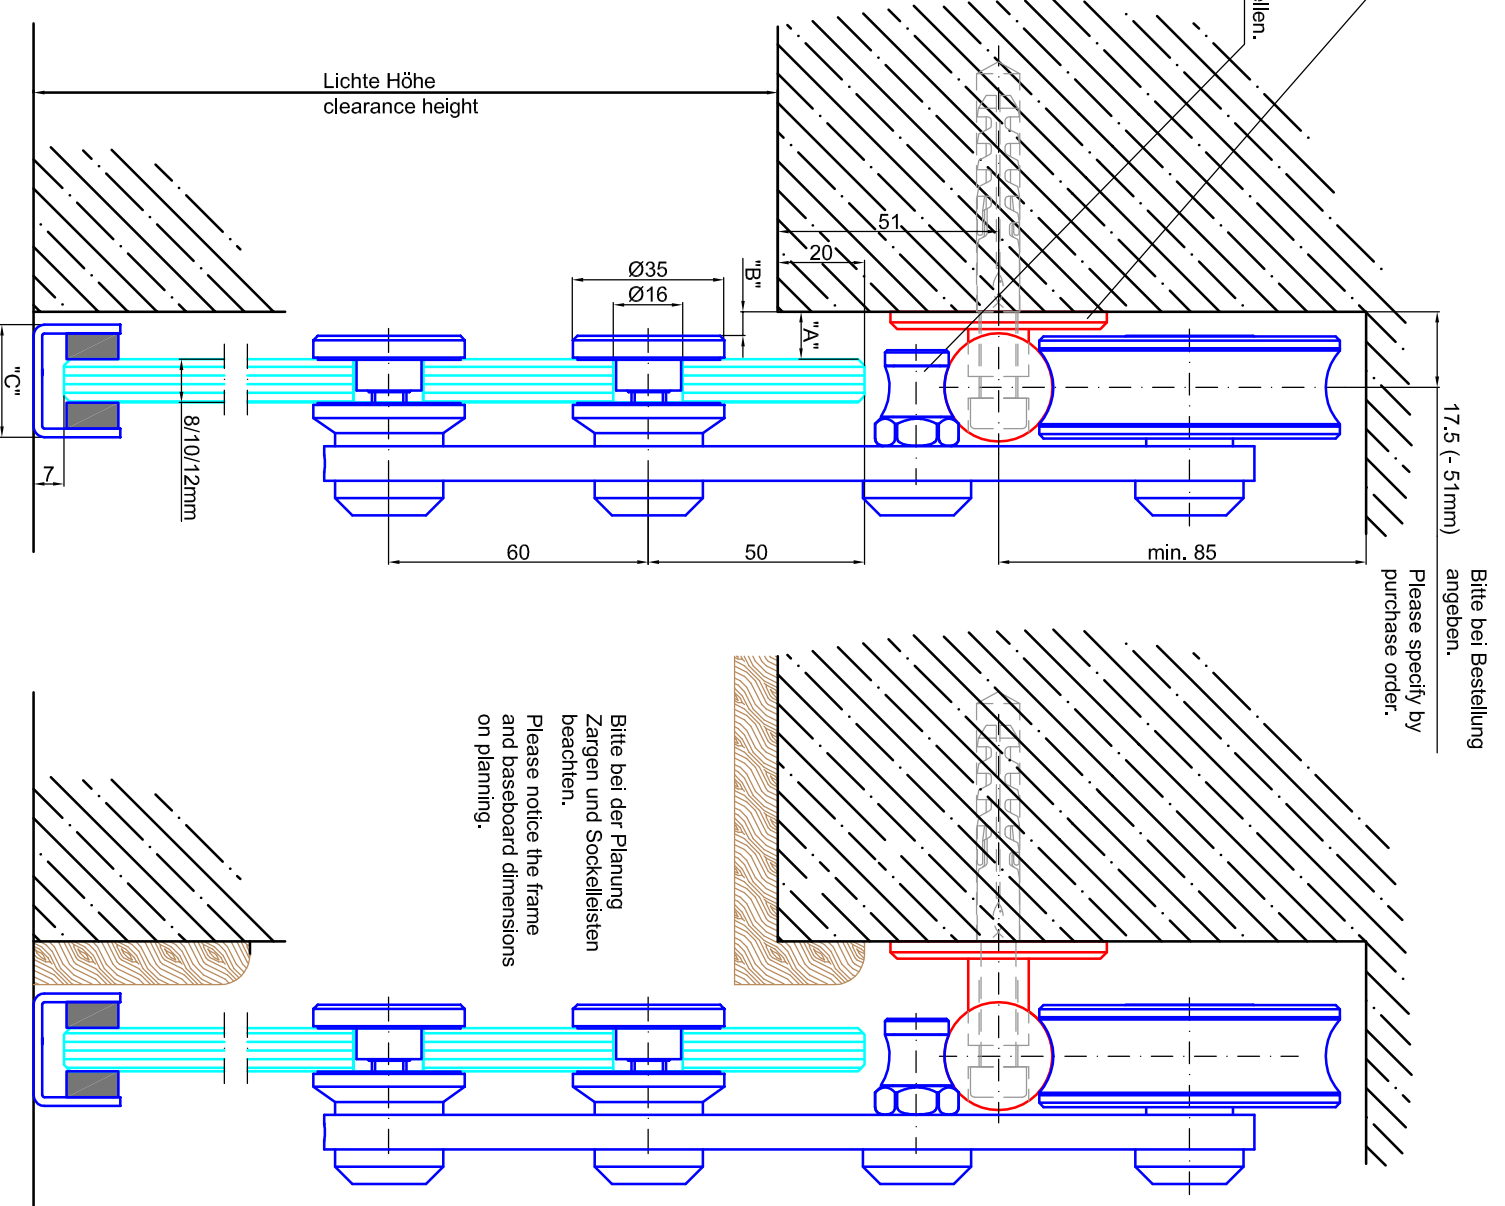 ellen.
Lichte Höhe
clearance height
51
20
Ø35
Ø16
"B"
"A"
"C"
8/10/12mm
7
60
50
min. 85
17.5 (- 51mm)
Bitte bei Bestellung
angeben.
Please specify by
purchase order.
Bitte bei der Planung
Zargen und Sockelleisten
beachten.
Please notice the frame
and baseboard dimensions
on planning.